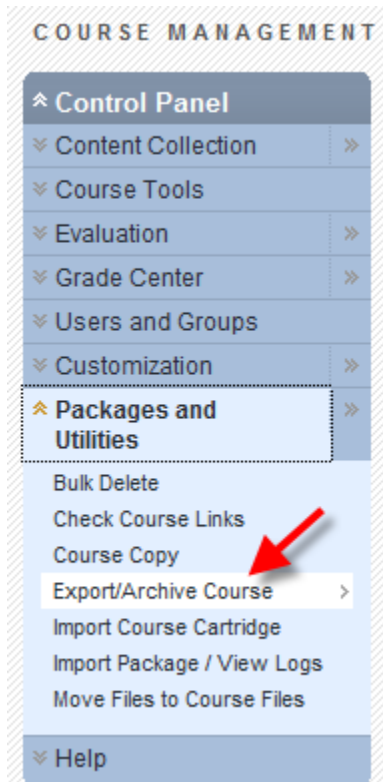 COURSE MANAGEMENT
Control Panel
Content Collection
Course Tools
Evaluation
Grade Center
Users and Groups
Customization
Packages and
Utilities
Bulk Delete
Check Course Links
Course Copy
Export/Archive Course
Import Course Cartridge
Import Package / View Logs
Move Files to Course Files
Help